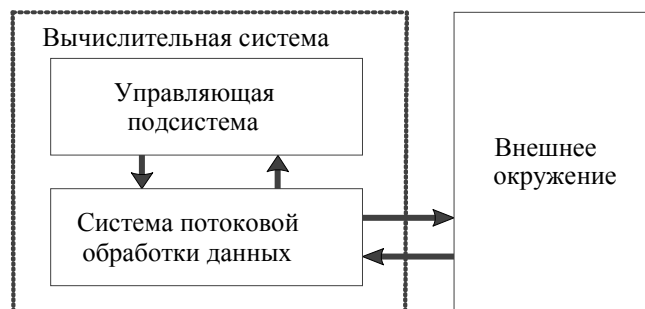 Вычислительная система
Управляющая
подсистема
Система потоковой
обработки данных
Внешнее
окружение